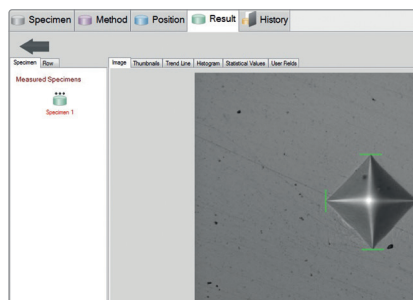 Specimen Method Position Result History
Specimen Row
Image Thumbnails Trend Line Histogram Statistical Values User Fields
Measured Specimens
Specimen 1